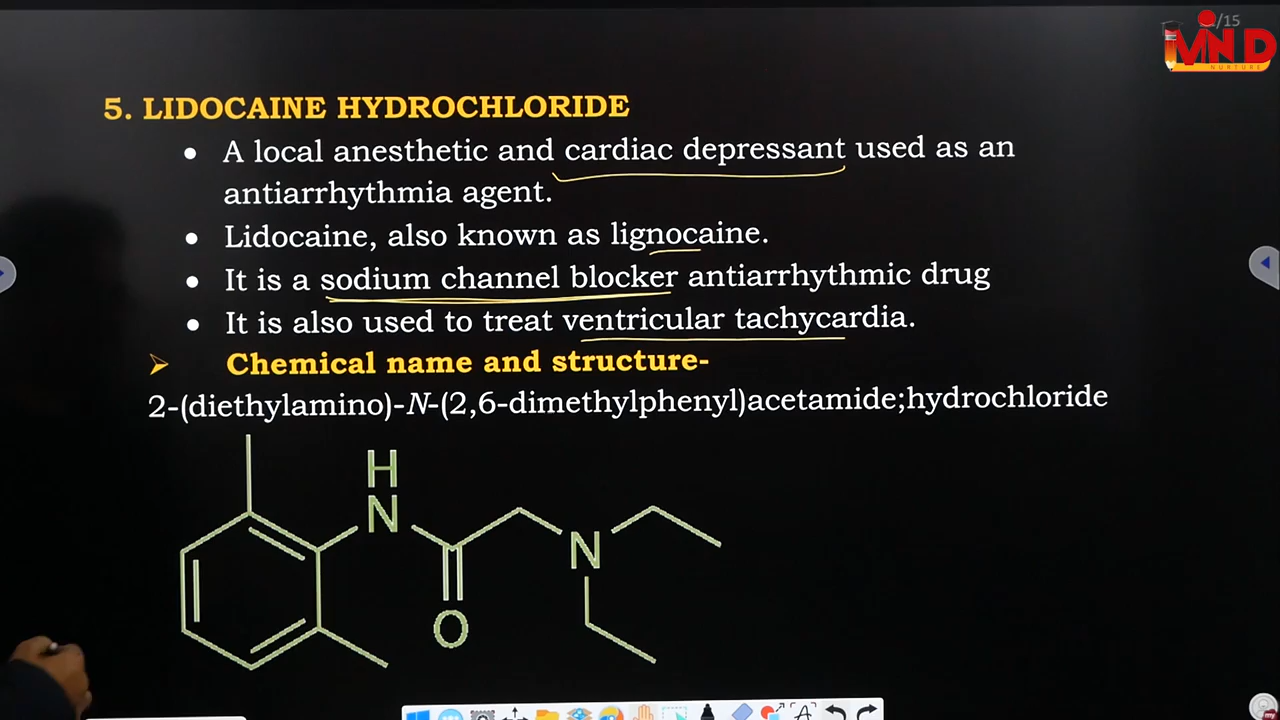 /15
MND
NURTURE
5. LIDOCAINE HYDROCHLORIDE
• A local anesthetic and cardiac depressant used as an
antiarrhythmia agent.
• Lidocaine, also known as lignocaine.
• It is a sodium channel blocker antiarrhythmic drug
• It is also used to treat ventricular tachycardia.
➤ Chemical name and structure-
2-(diethylamino)-N-(2,6-dimethylphenyl)acetamide;hydrochloride
H
N
N
O